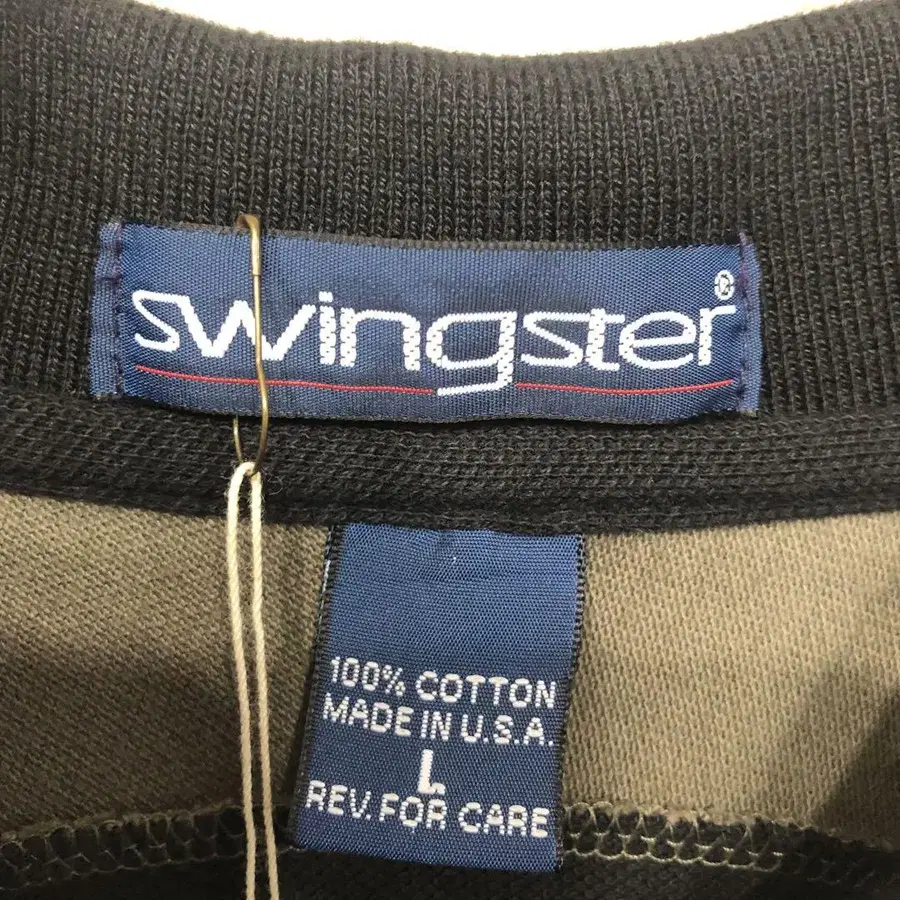 swingster®
100% COTTON
MADE IN U.S.A.
L
REV. FOR CARE